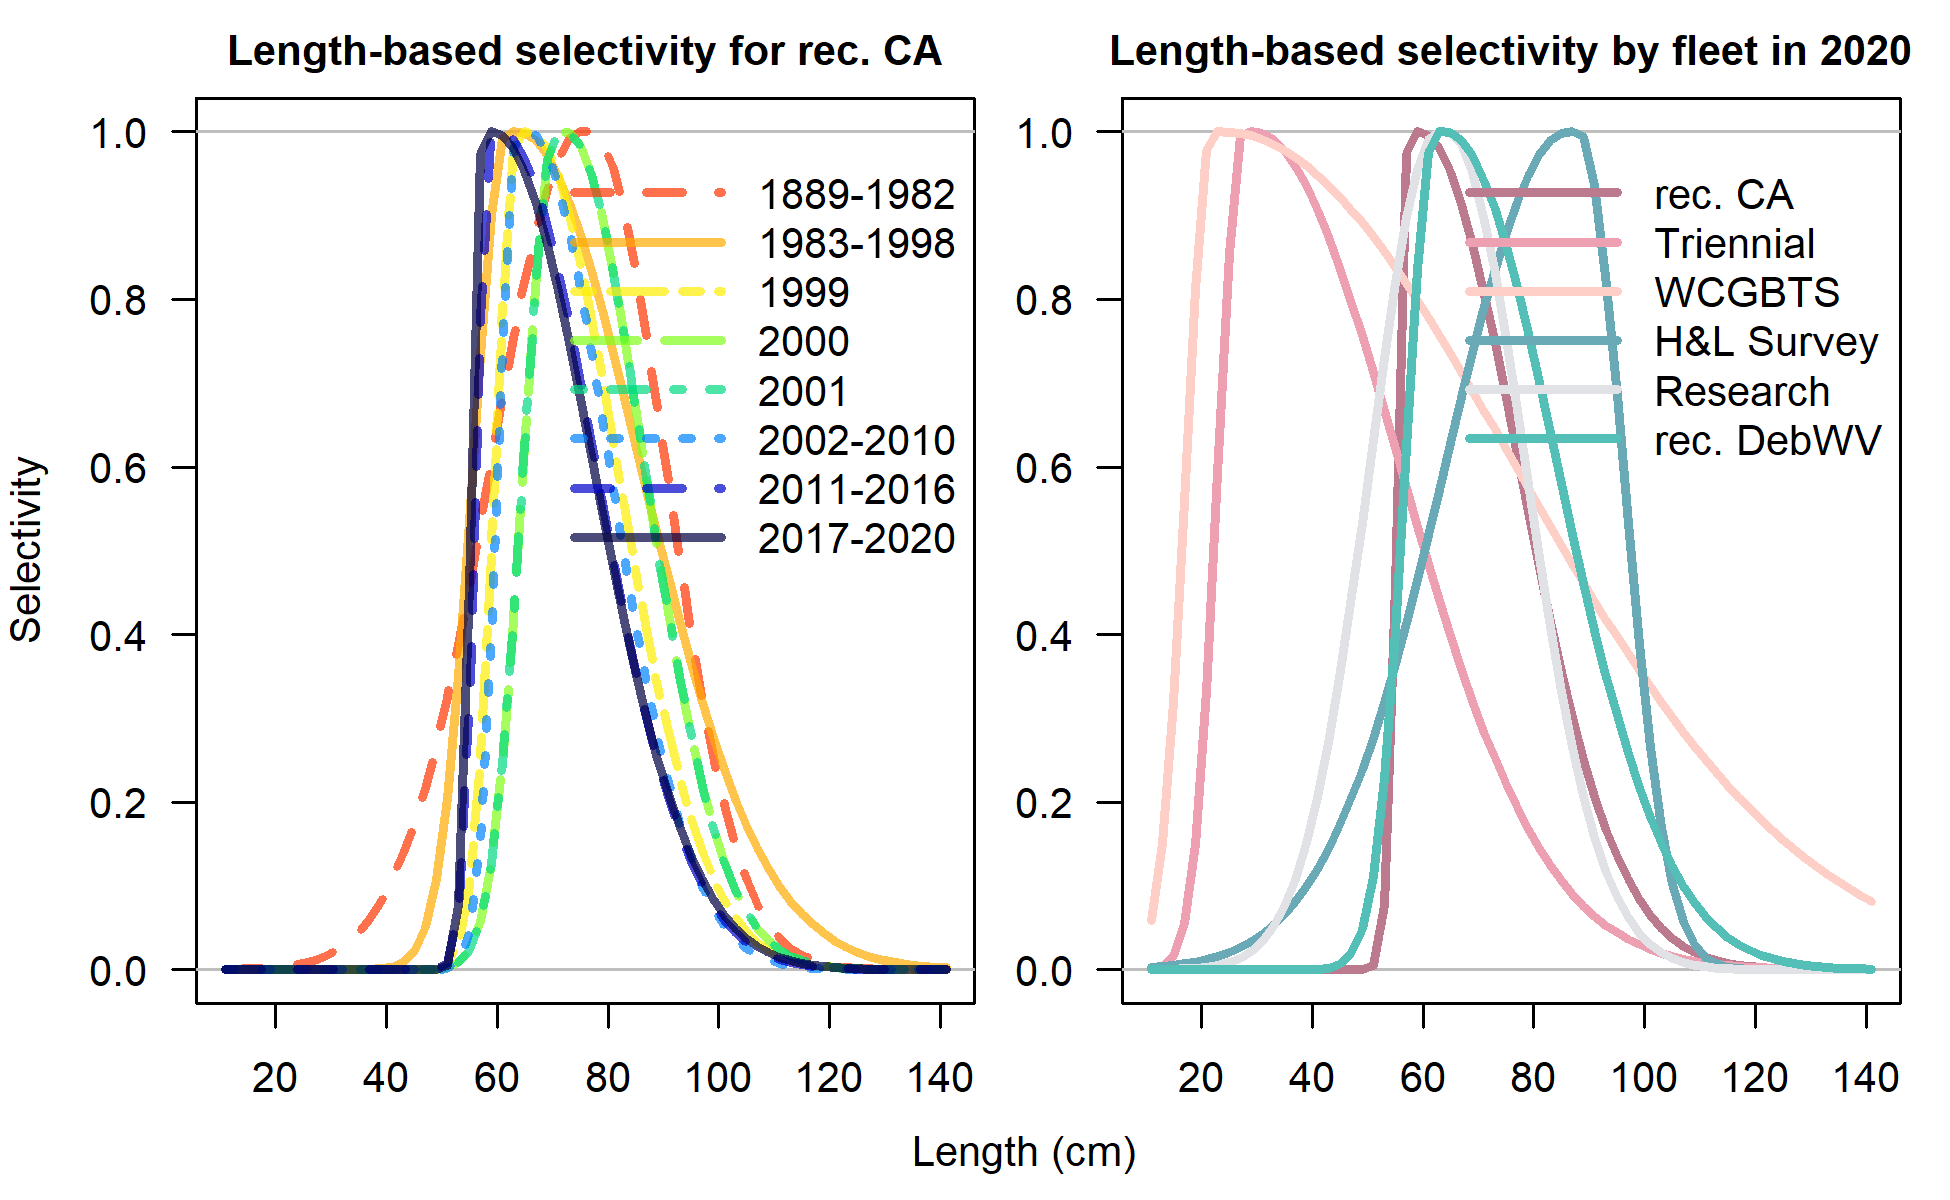 Length-based selectivity for rec. CA
1.0
0.8
0.6
0.4
0.2
0.0
Selectivity
1889-1982
1983-1998
1999
2000
2001
2002-2010
2011-2016
2017-2020
20 40 60 80 100 120 140
Length-based selectivity by fleet in 2020
1.0
0.8
0.6
0.4
0.2
0.0
rec. CA
Triennial
WCGBTS
H&L Survey
Research
rec. DebWV
20 40 60 80 100 120 140
Length (cm)